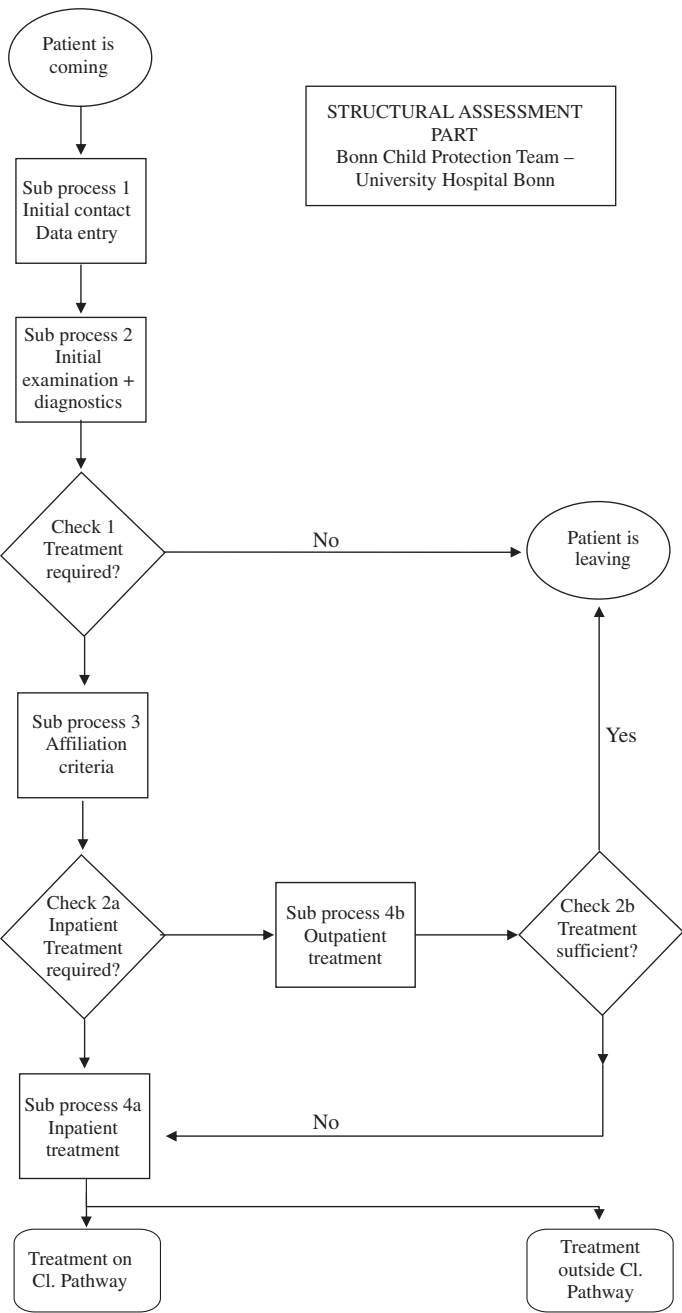 Patient is
coming
STRUCTURAL ASSESSMENT
PART
Bonn Child Protection Team –
University Hospital Bonn
Sub process 1
Initial contact
Data entry
Sub process 2
Initial
examination +
diagnostics
Check 1
Treatment
required?
No
Patient is
leaving
Sub process 3
Affiliation
criteria
Yes
Check 2a
Inpatient
Treatment
required?
Sub process 4b
Outpatient
treatment
Check 2b
Treatment
sufficient?
Sub process 4a
Inpatient
treatment
No
Treatment on
Cl. Pathway
Treatment
outside Cl.
Pathway